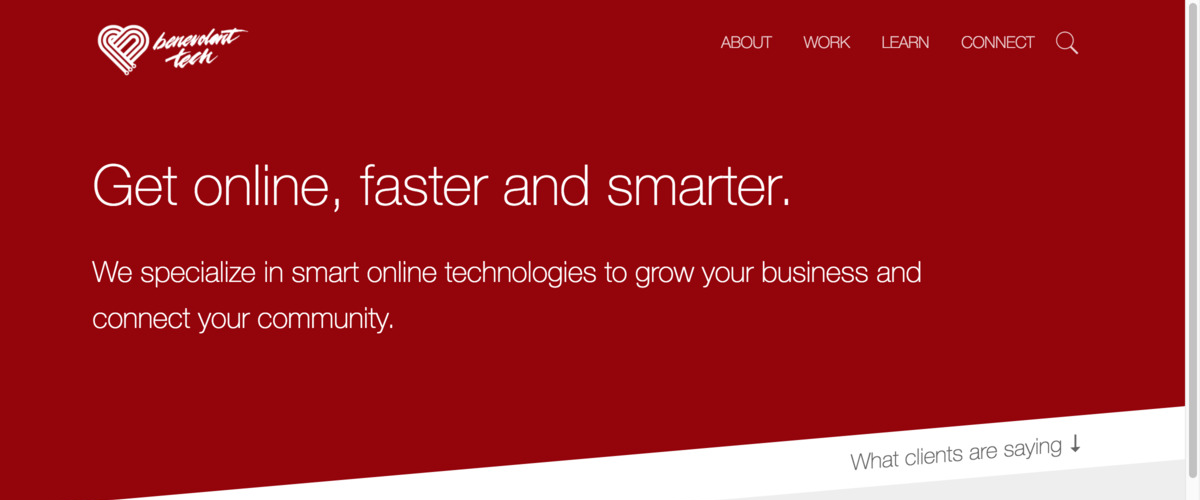 benevolent
tech
ABOUT WORK LEARN CONNECT
Get online, faster and smarter.
We specialize in smart online technologies to grow your business and
connect your community.
What clients are saying ↓